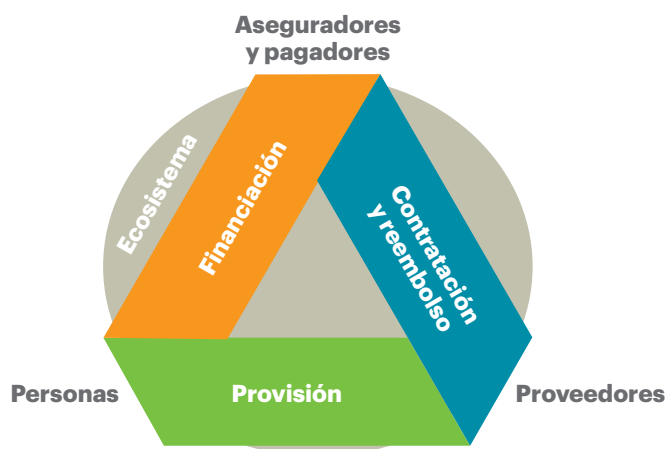 Aseguradores
y pagadores
Ecosistema
Financiación
Contratación
y reembolso
Personas
Provisión
Proveedores